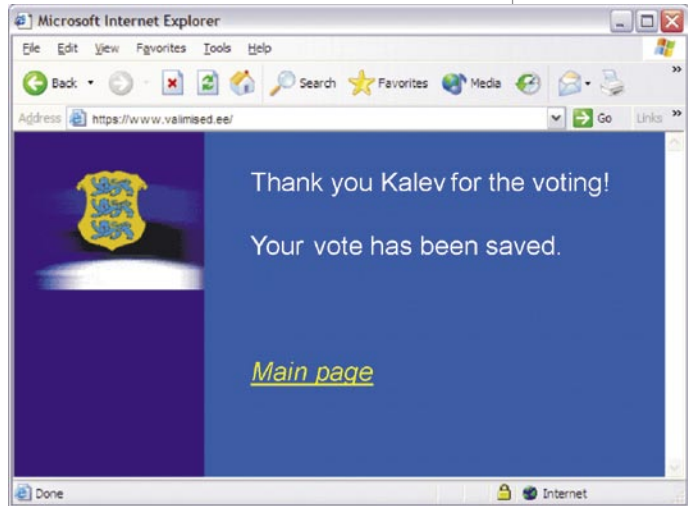 Microsoft Internet Explorer
File Edit View Favorites Tools Help
Back Search Favorites Media
Address https://www.valimised.ee/ Go Links
Thank you Kalev for the voting!
Your vote has been saved.
Main page
Done Internet